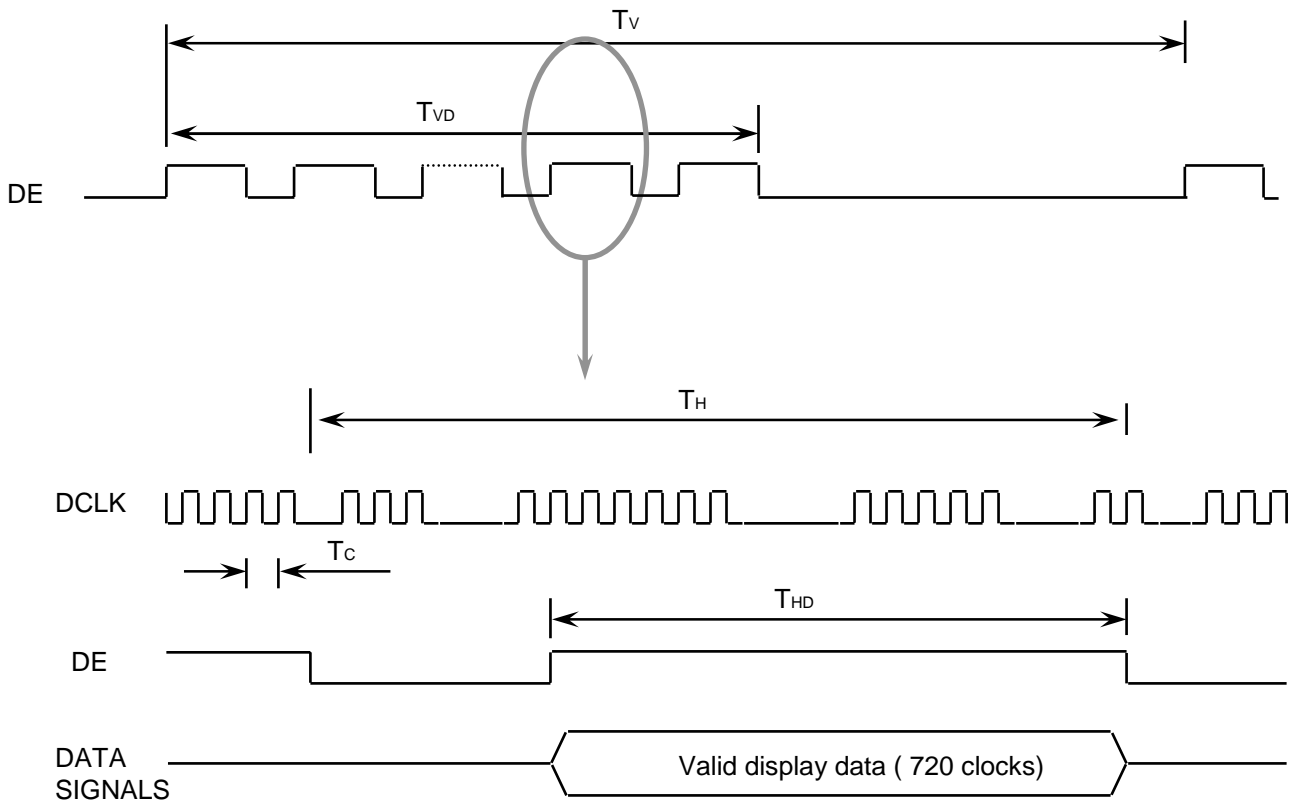 TV
TVD
DE
TH
DCLK
TC
THD
DE
DATA
SIGNALS
Valid display data ( 720 clocks)